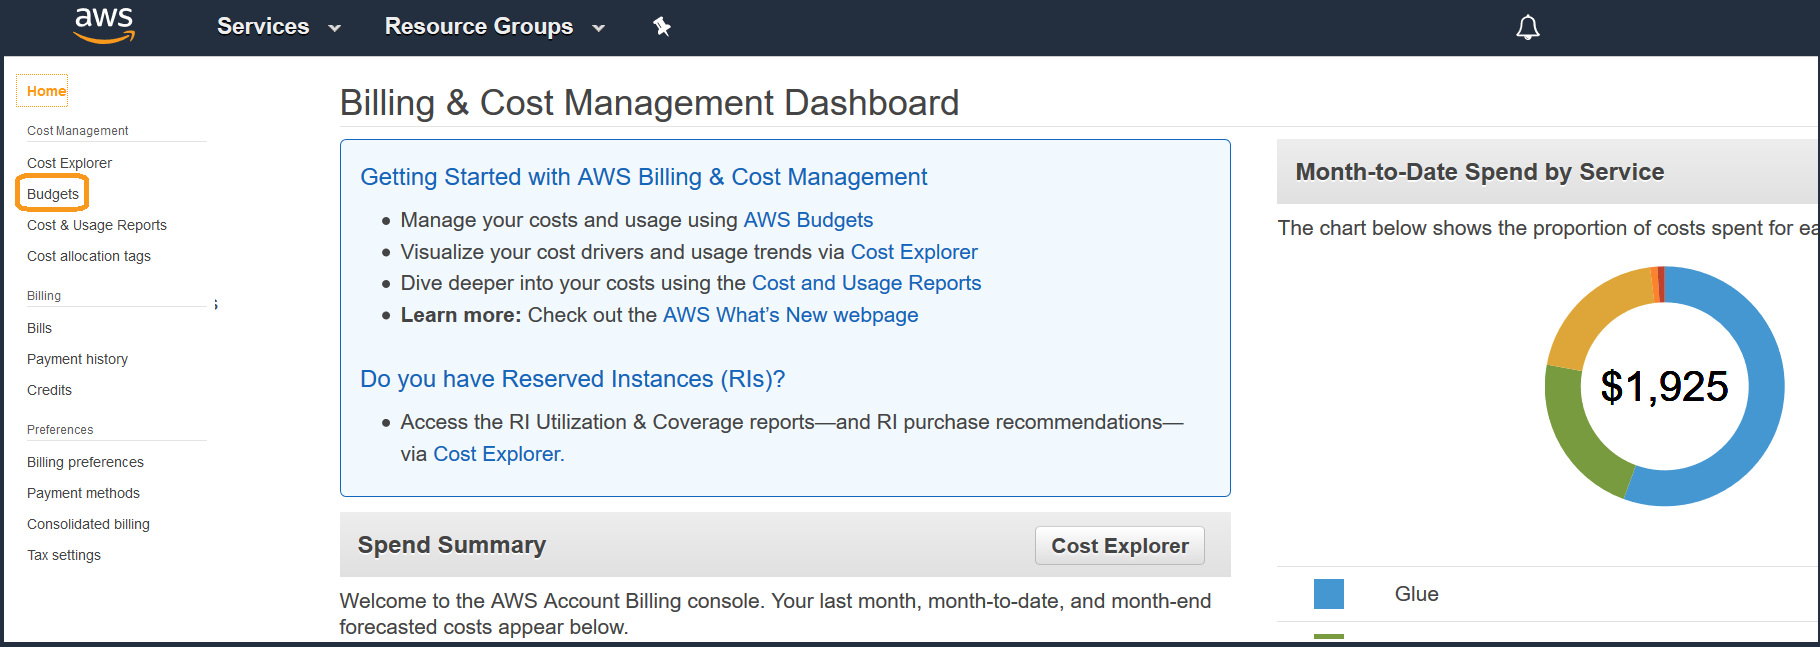 aws
Services
Resource Groups
Home
Cost Management
Cost Explorer
Budgets
Cost & Usage Reports
Cost allocation tags
Billing
Bills
Payment history
Credits
Preferences
Billing preferences
Payment methods
Consolidated billing
Tax settings
Billing & Cost Management Dashboard
Getting Started with AWS Billing & Cost Management
Manage your costs and usage using AWS Budgets
Visualize your cost drivers and usage trends via Cost Explorer
Dive deeper into your costs using the Cost and Usage Reports
Learn more: Check out the AWS What's New webpage
Do you have Reserved Instances (RIs)?
Access the RI Utilization & Coverage reports—and RI purchase recommendations—
via Cost Explorer.
Spend Summary
Cost Explorer
Welcome to the AWS Account Billing console. Your last month, month-to-date, and month-end
forecasted costs appear below.
Month-to-Date Spend by Service
The chart below shows the proportion of costs spent for
$1,925
Glue